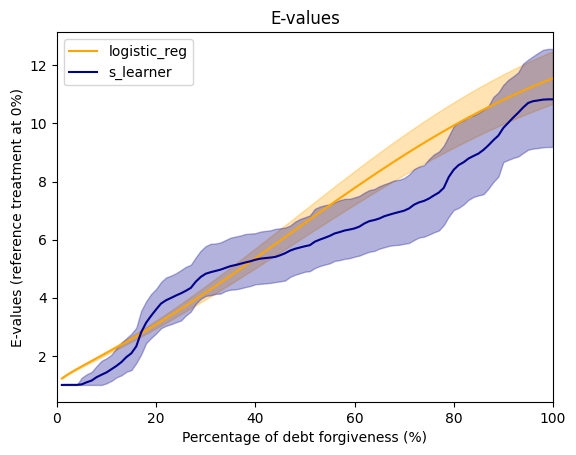 E-values
logistic_reg
s_learner
12
10
8
6
4
2
E-values (reference treatment at 0%)
0
20
40
60
80
100
Percentage of debt forgiveness (%)